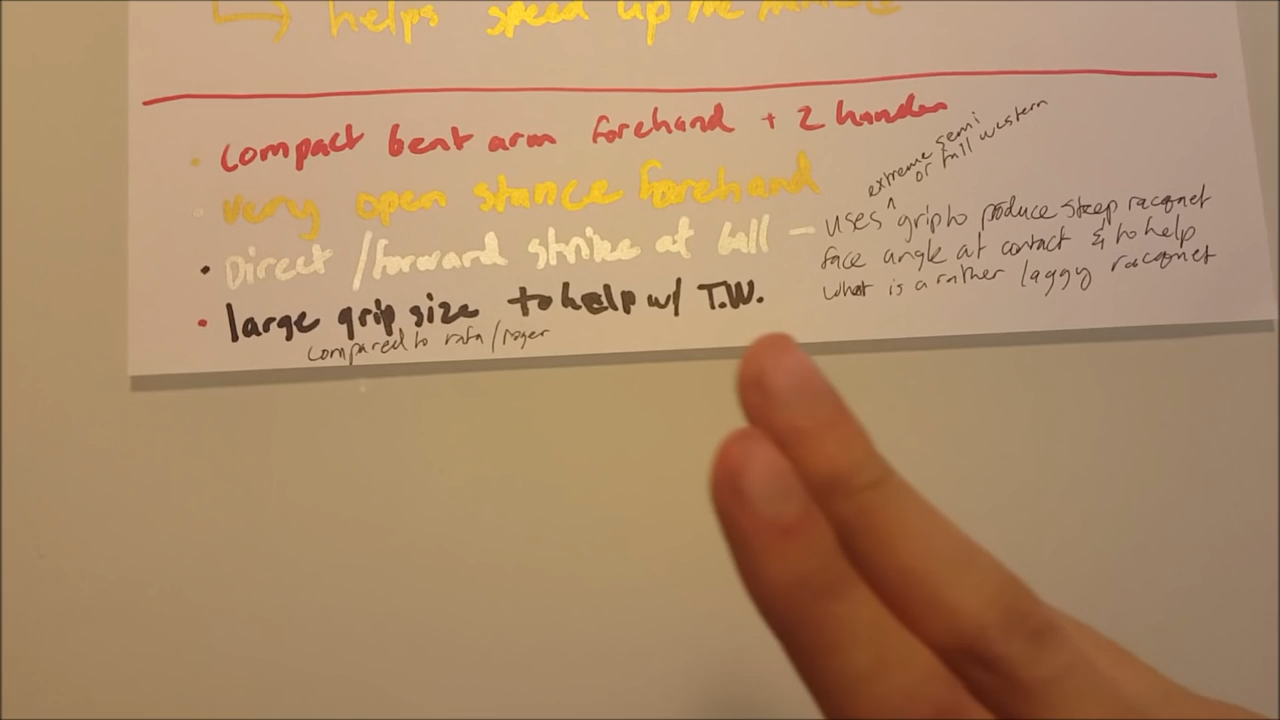 ↳ helps speed up the
• compact bent arm forehand + 2 hander
• very open stance forehand
• Direct / forward strike at ball – uses ^ grip to produce steep racquet
extreme semi
or full western
face angle at contact & to help
what is a rather laggy racquet
• large grip size to help w/ T.W.
compared to rafa/roger